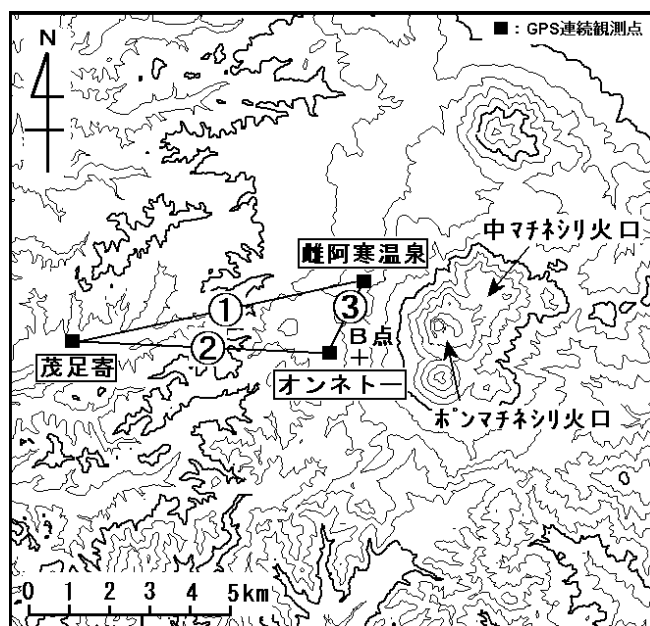 ■：GPS連続観測点
N
中マチネシリ火口
雌阿寒温泉
①
③
②
B点
茂足寄
オンネトー
ポンマチネシリ火口
0 1 2 3 4 5km